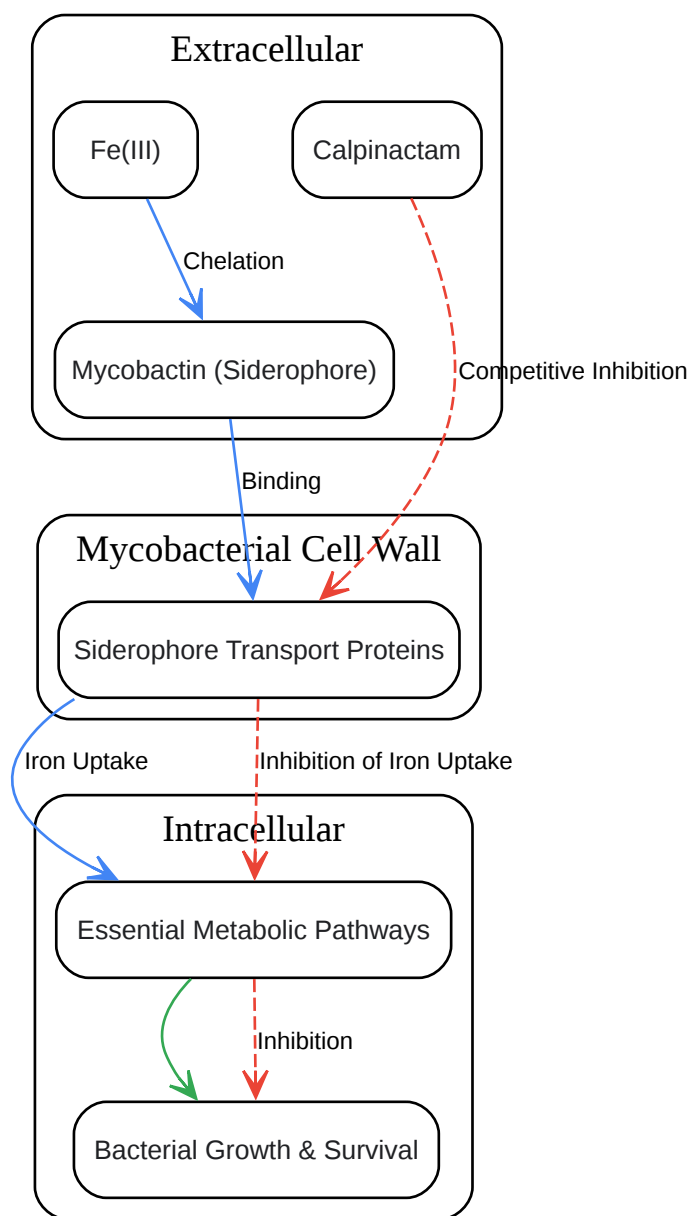 Extracellular
Fe(III)
Calpinactam
Chelation
Mycobactin (Siderophore)
Competitive Inhibition
Binding
Mycobacterial Cell Wall
Siderophore Transport Proteins
Iron Uptake
Inhibition of Iron Uptake
Intracellular
Essential Metabolic Pathways
Inhibition
Bacterial Growth & Survival